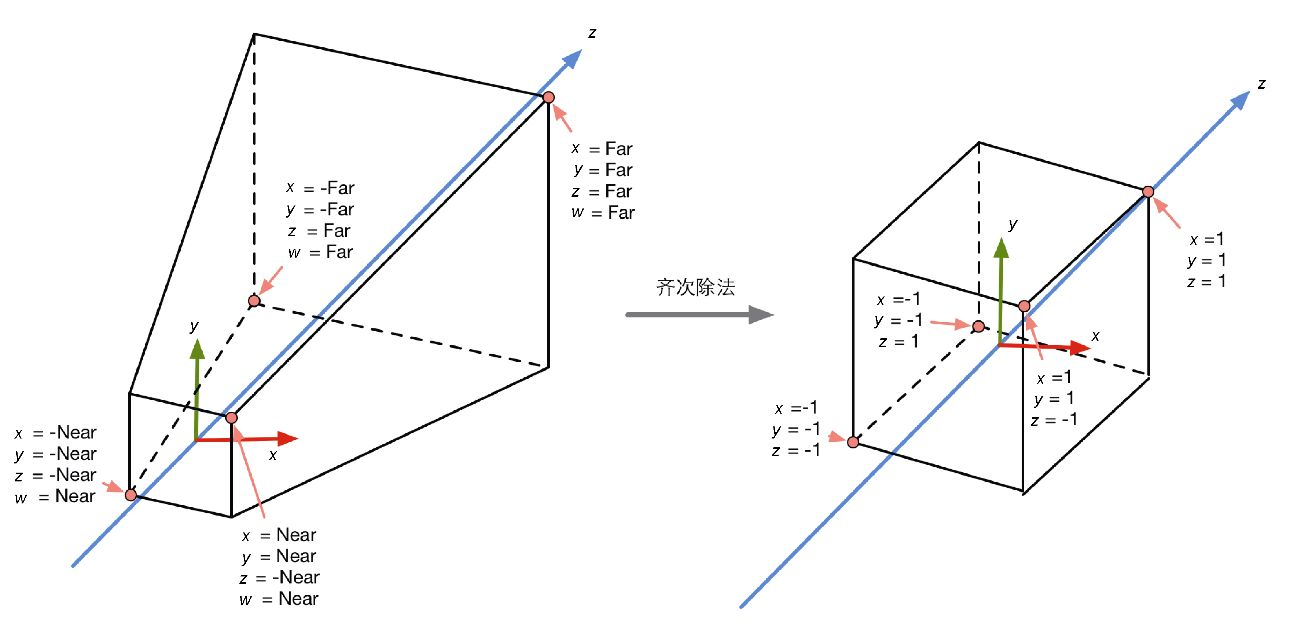 z
x = Far
y = Far
z = Far
w = Far
x = -Far
y = -Far
z = Far
w = Far
y
x
x = -Near
y = -Near
z = -Near
w = Near
x = Near
y = Near
z = -Near
w = Near
齐次除法
z
x =1
y = 1
z = 1
y
x
x =-1
y = -1
z = 1
x =1
y = 1
z = -1
x =-1
y = -1
z = -1